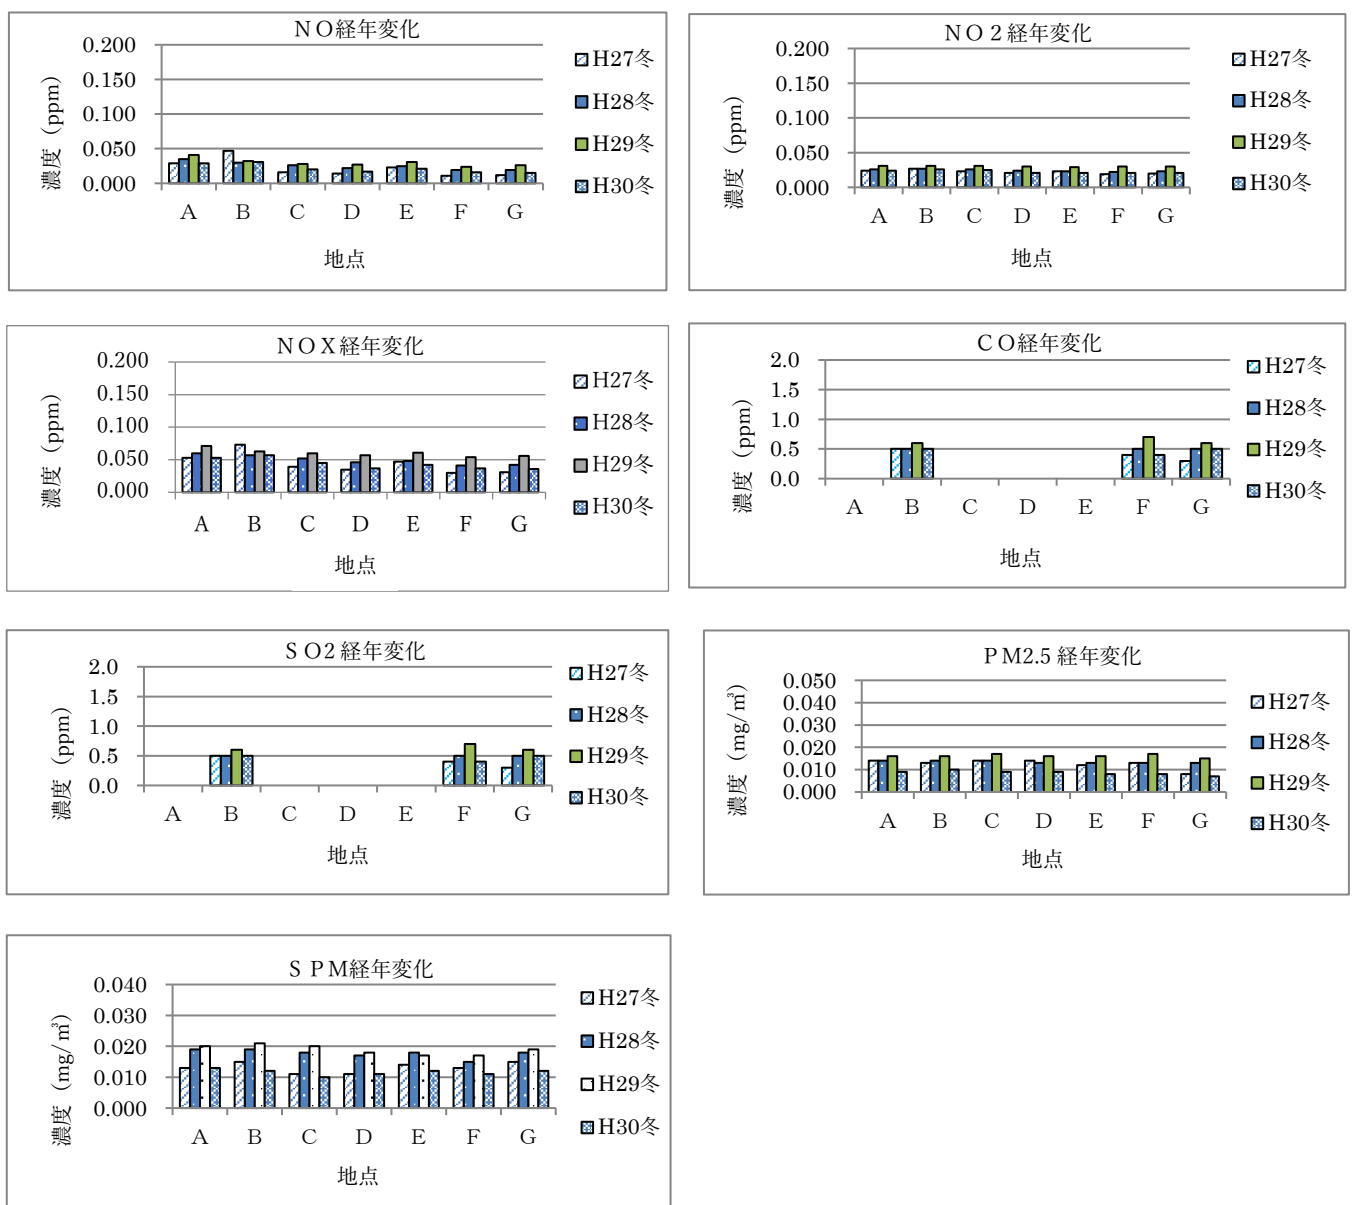 NO経年変化
0.200
0.150
0.100
0.050
0.000
濃度（ppm）
A B C D E F G
地点
H27冬
H28冬
H29冬
H30冬
NO２経年変化
0.200
0.150
0.100
0.050
0.000
濃度（ppm）
A B C D E F G
地点
H27冬
H28冬
H29冬
H30冬
NOX経年変化
0.200
0.150
0.100
0.050
0.000
濃度（ppm）
A B C D E F G
地点
H27冬
H28冬
H29冬
H30冬
CO経年変化
2.0
1.5
1.0
0.5
0.0
濃度（ppm）
A B C D E F G
地点
H27冬
H28冬
H29冬
H30冬
SO2経年変化
2.0
1.5
1.0
0.5
0.0
濃度（ppm）
A B C D E F G
地点
H27冬
H28冬
H29冬
H30冬
PM2.5 経年変化
0.050
0.040
0.030
0.020
0.010
0.000
濃度（mg/㎥）
A B C D E F G
地点
H27冬
H28冬
H29冬
H30冬
SPM経年変化
0.040
0.030
0.020
0.010
0.000
濃度（mg/㎥）
A B C D E F G
地点
H27冬
H28冬
H29冬
H30冬